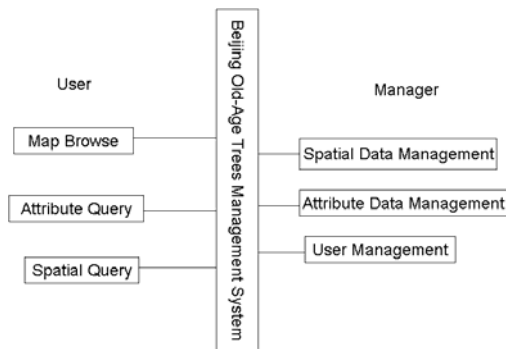 User
Map Browse
Attribute Query
Spatial Query
Beijing Old-Age Trees Management System
Manager
Spatial Data Management
Attribute Data Management
User Management